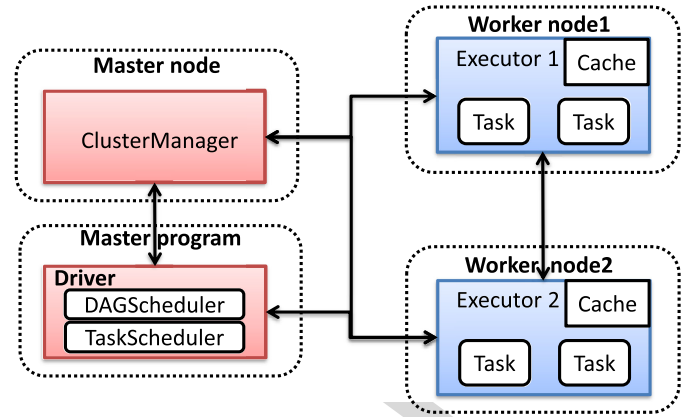 Master node
ClusterManager
Master program
Driver
DAGScheduler
TaskScheduler
Worker node1
Executor 1
Cache
Task
Task
Worker node2
Executor 2
Cache
Task
Task